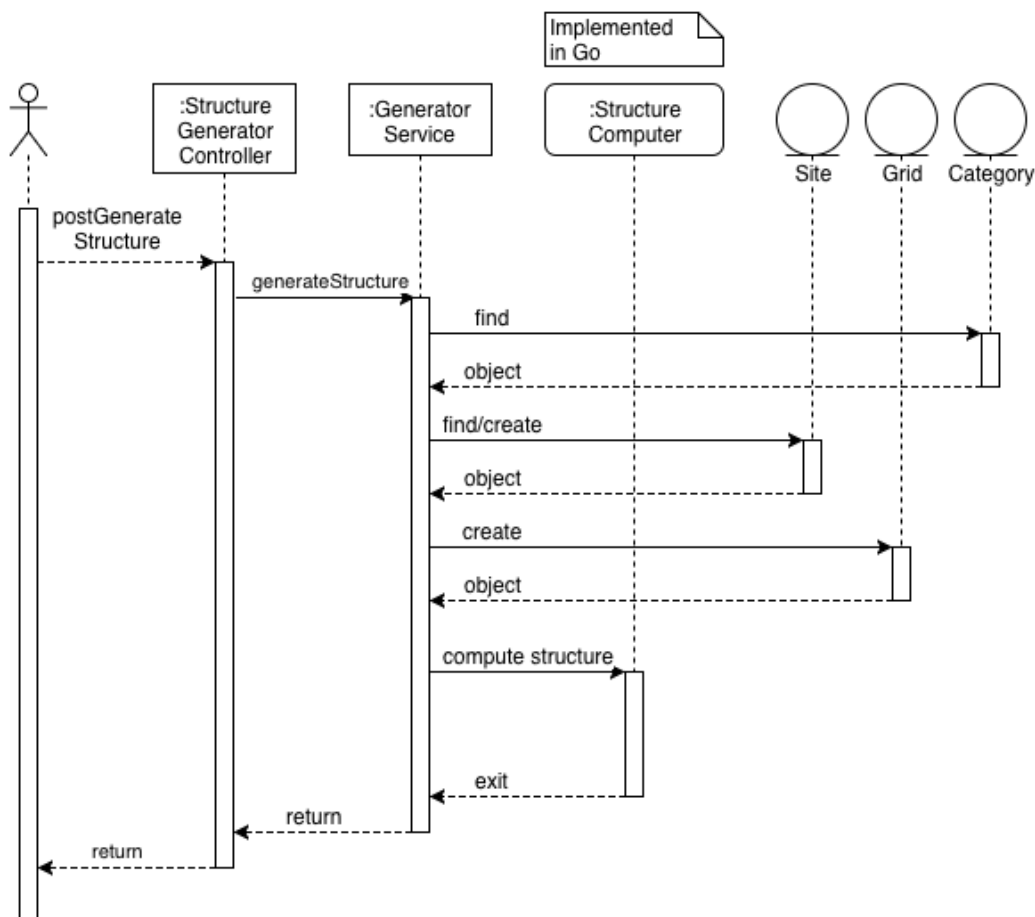 Implemented
in Go
:Structure
Generator
Controller
:Generator
Service
:Structure
Computer
Site
Grid
Category
postGenerate
Structure
generateStructure
find
object
find/create
object
create
object
compute structure
exit
return
return